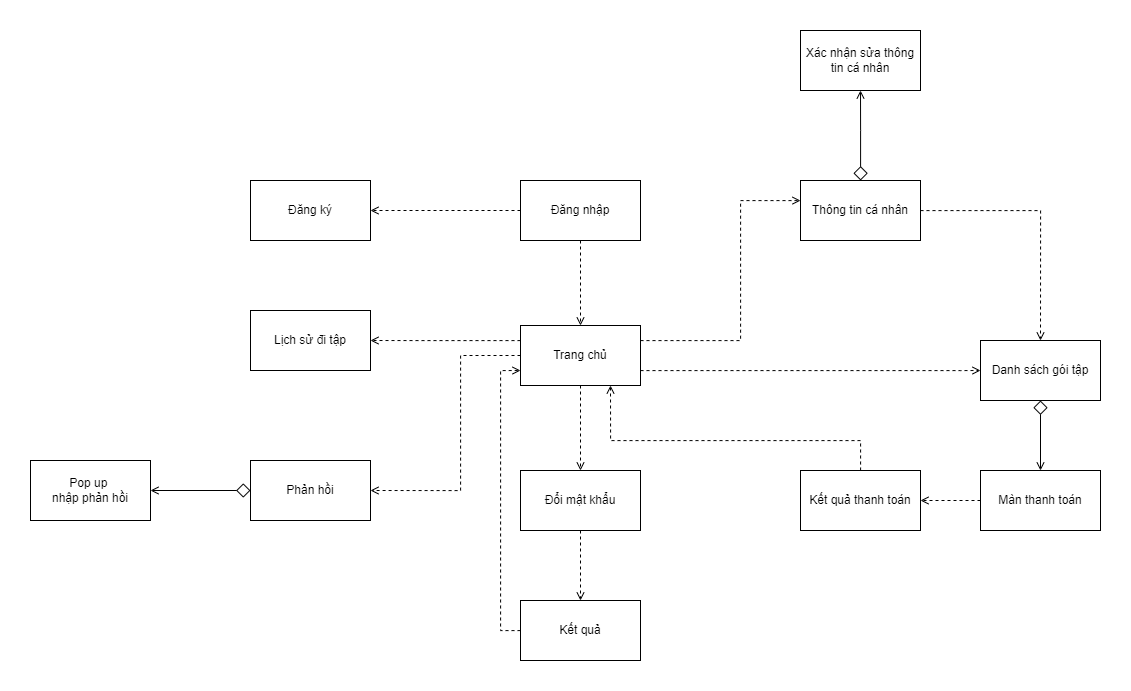 Xác nhận sửa thông
tin cá nhân
Đăng ký
Đăng nhập
Thông tin cá nhân
Lịch sử đi tập
Trang chủ
Danh sách gói tập
Pop up
nhập phản hồi
Phản hồi
Đổi mật khẩu
Kết quả thanh toán
Màn thanh toán
Kết quả